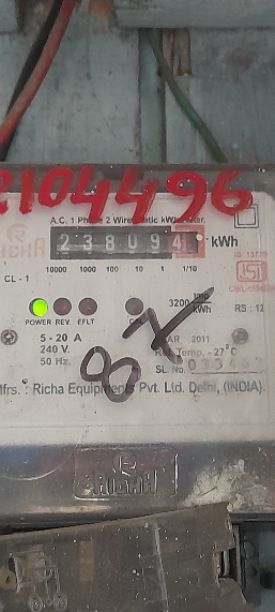 2104496
A.C. 1 Phase 2 Wire Static kWh Meter.
238094 kWh
CL - 1
10000 1000 100 10 1 1/10
3200 imp/kWh
POWER REV. EFLT
RS : 12
5 - 20 A
240 V.
50 Hz.
2011
Ref. Temp. - 27°C
SL. No.
87
Mfrs. : Richa Equipments Pvt. Ltd. Delhi, (INDIA).
RICHA